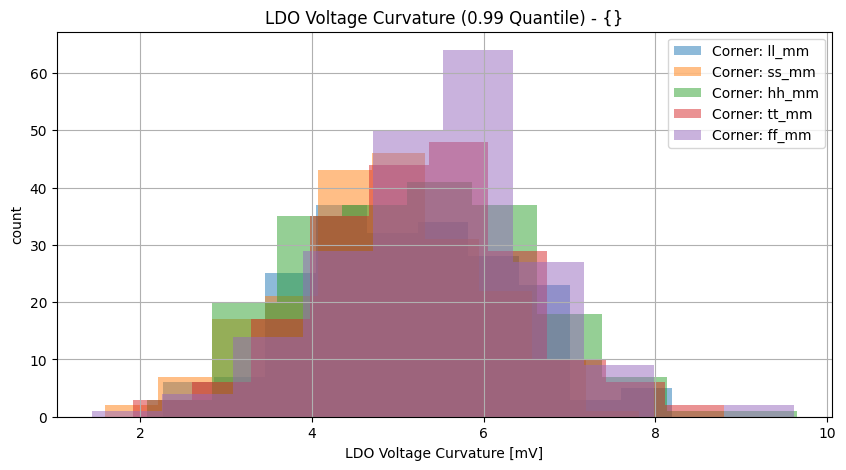 LDO Voltage Curvature (0.99 Quantile) - {}
Corner: ll_mm
Corner: ss_mm
Corner: hh_mm
Corner: tt_mm
Corner: ff_mm
60
50
40
30
20
10
0
count
2 4 6 8 10
LDO Voltage Curvature [mV]